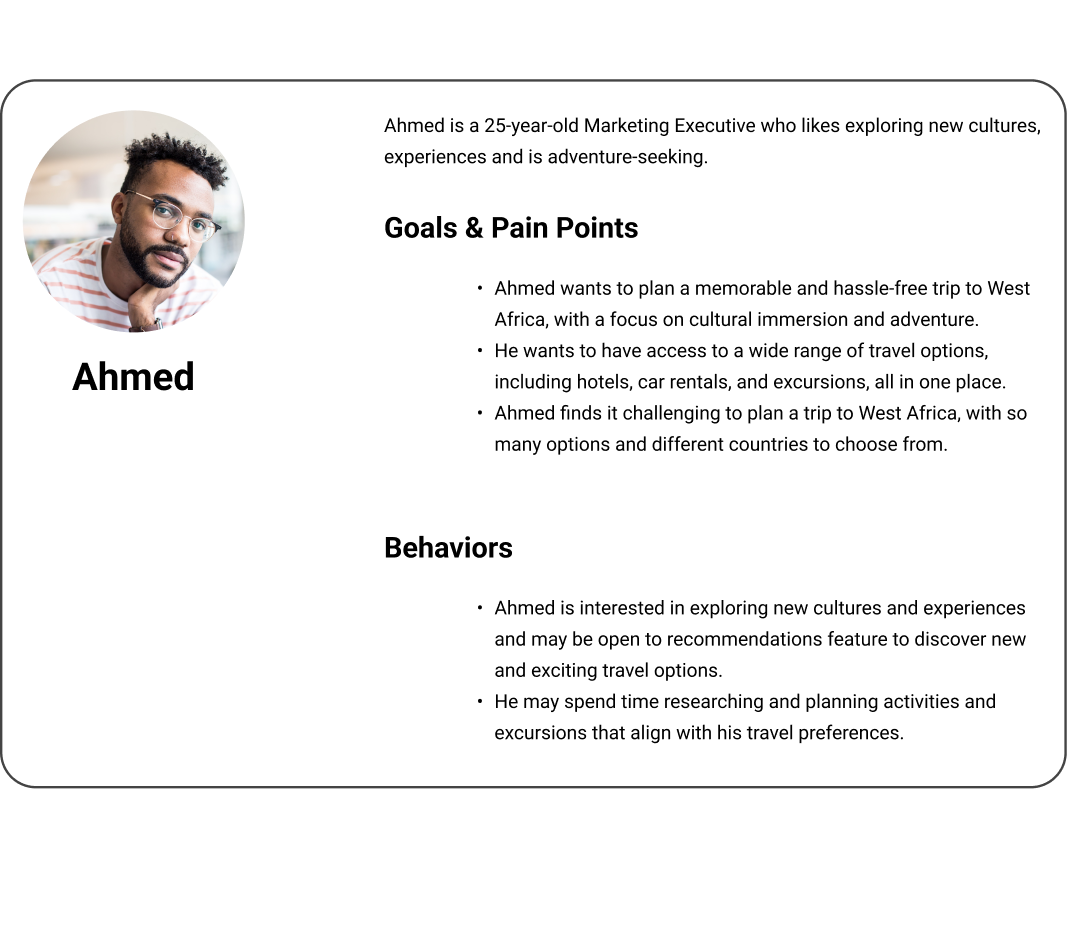 Ahmed is a 25-year-old Marketing Executive who likes exploring new cultures,
experiences and is adventure-seeking.
Goals & Pain Points
• Ahmed wants to plan a memorable and hassle-free trip to West
Africa, with a focus on cultural immersion and adventure.
• He wants to have access to a wide range of travel options,
including hotels, car rentals, and excursions, all in one place.
• Ahmed finds it challenging to plan a trip to West Africa, with so
many options and different countries to choose from.
Ahmed
Behaviors
• Ahmed is interested in exploring new cultures and experiences
and may be open to recommendations feature to discover new
and exciting travel options.
• He may spend time researching and planning activities and
excursions that align with his travel preferences.